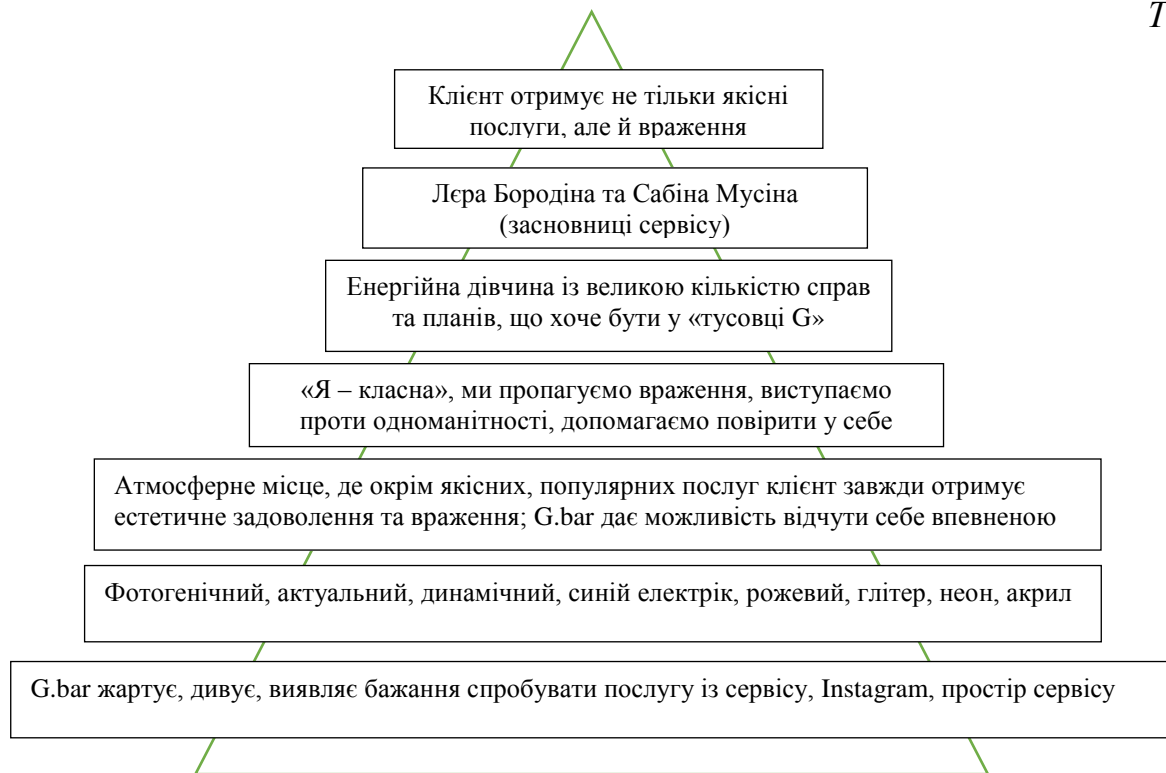 Т
Клієнт отримує не тільки якісні
послуги, але й враження
Лєра Бородіна та Сабіна Мусіна
(засновниці сервісу)
Енергійна дівчина із великою кількістю справ
та планів, що хоче бути у «тусовці G»
«Я – класна», ми пропагуємо враження, виступаємо
проти одноманітності, допомагаємо повірити у себе
Атмосферне місце, де окрім якісних, популярних послуг клієнт завжди отримує
естетичне задоволення та враження; G.bar дає можливість відчути себе впевненою
Фотогенічний, актуальний, динамічний, синій електрік, рожевий, глітер, неон, акрил
G.bar жартує, дивує, виявляє бажання спробувати послугу із сервісу, Instagram, простір сервісу